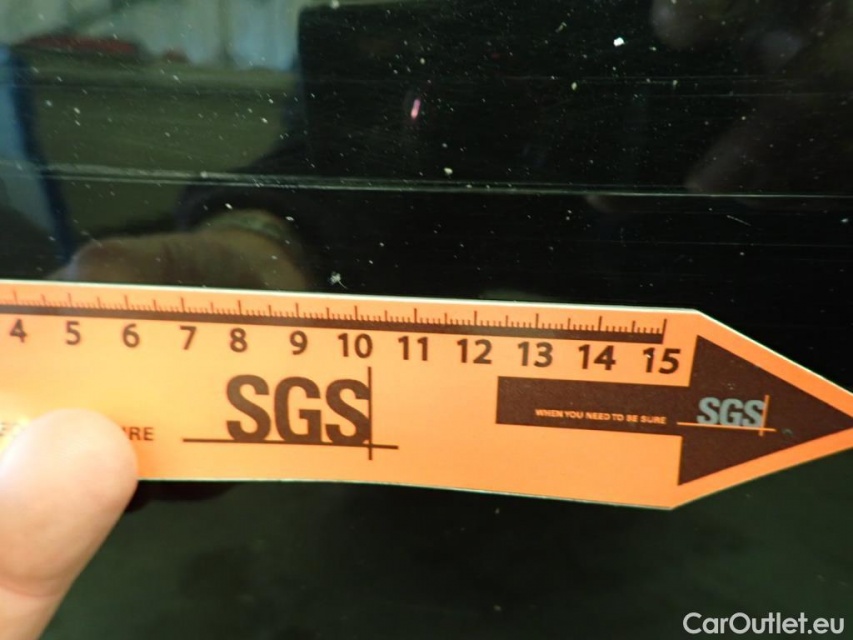 4 5 6 7 8 9 10 11 12 13 14 15
SGS
WHEN YOU NEED TO BE SURE
SGS
CarOutlet.eu